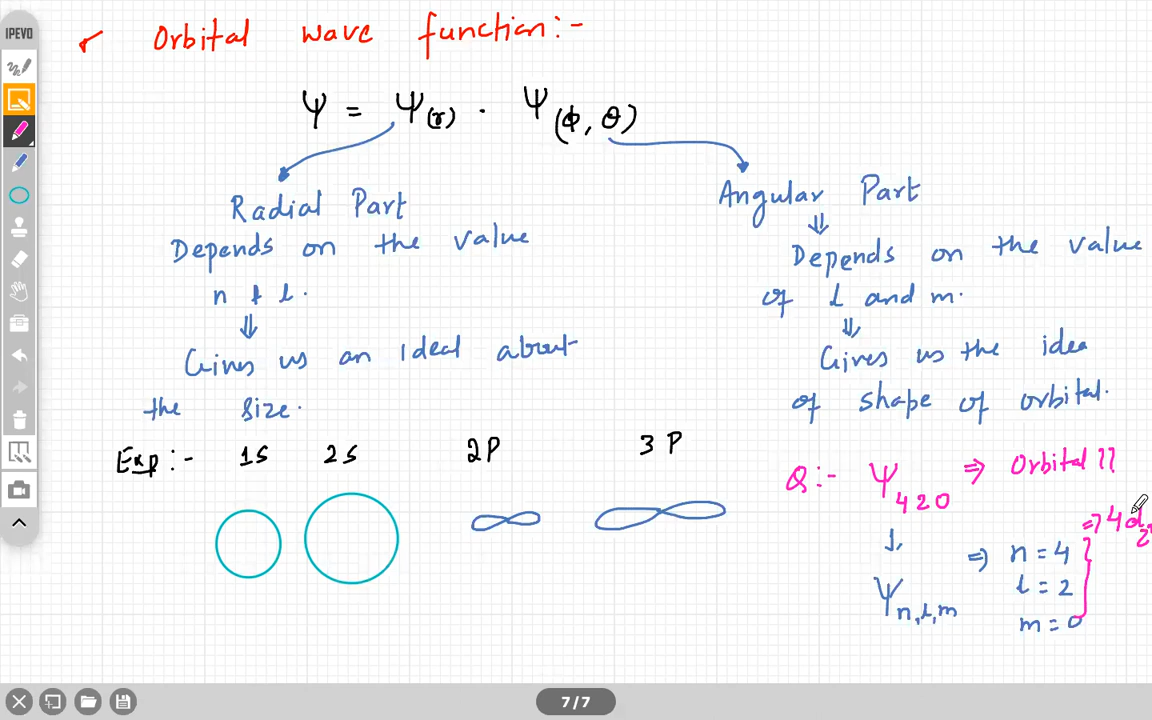 IPEVO
✓ Orbital wave function:-
Ψ = Ψ(r) · Ψ(ϕ, θ)
Radial Part
Depends on the value
n & l.
⇓
Gives us an ideal about
the size.
Angular Part
⇓
Depends on the value
of l and m.
⇓
Gives us the idea
of shape of orbital.
Exp:- 1S 2S 2P 3P
Q:- Ψ420 ⇒ Orbital ??
↓
Ψn,l,m ⇒ n = 4
l = 2
m = 0
⇒ 4d
7/7